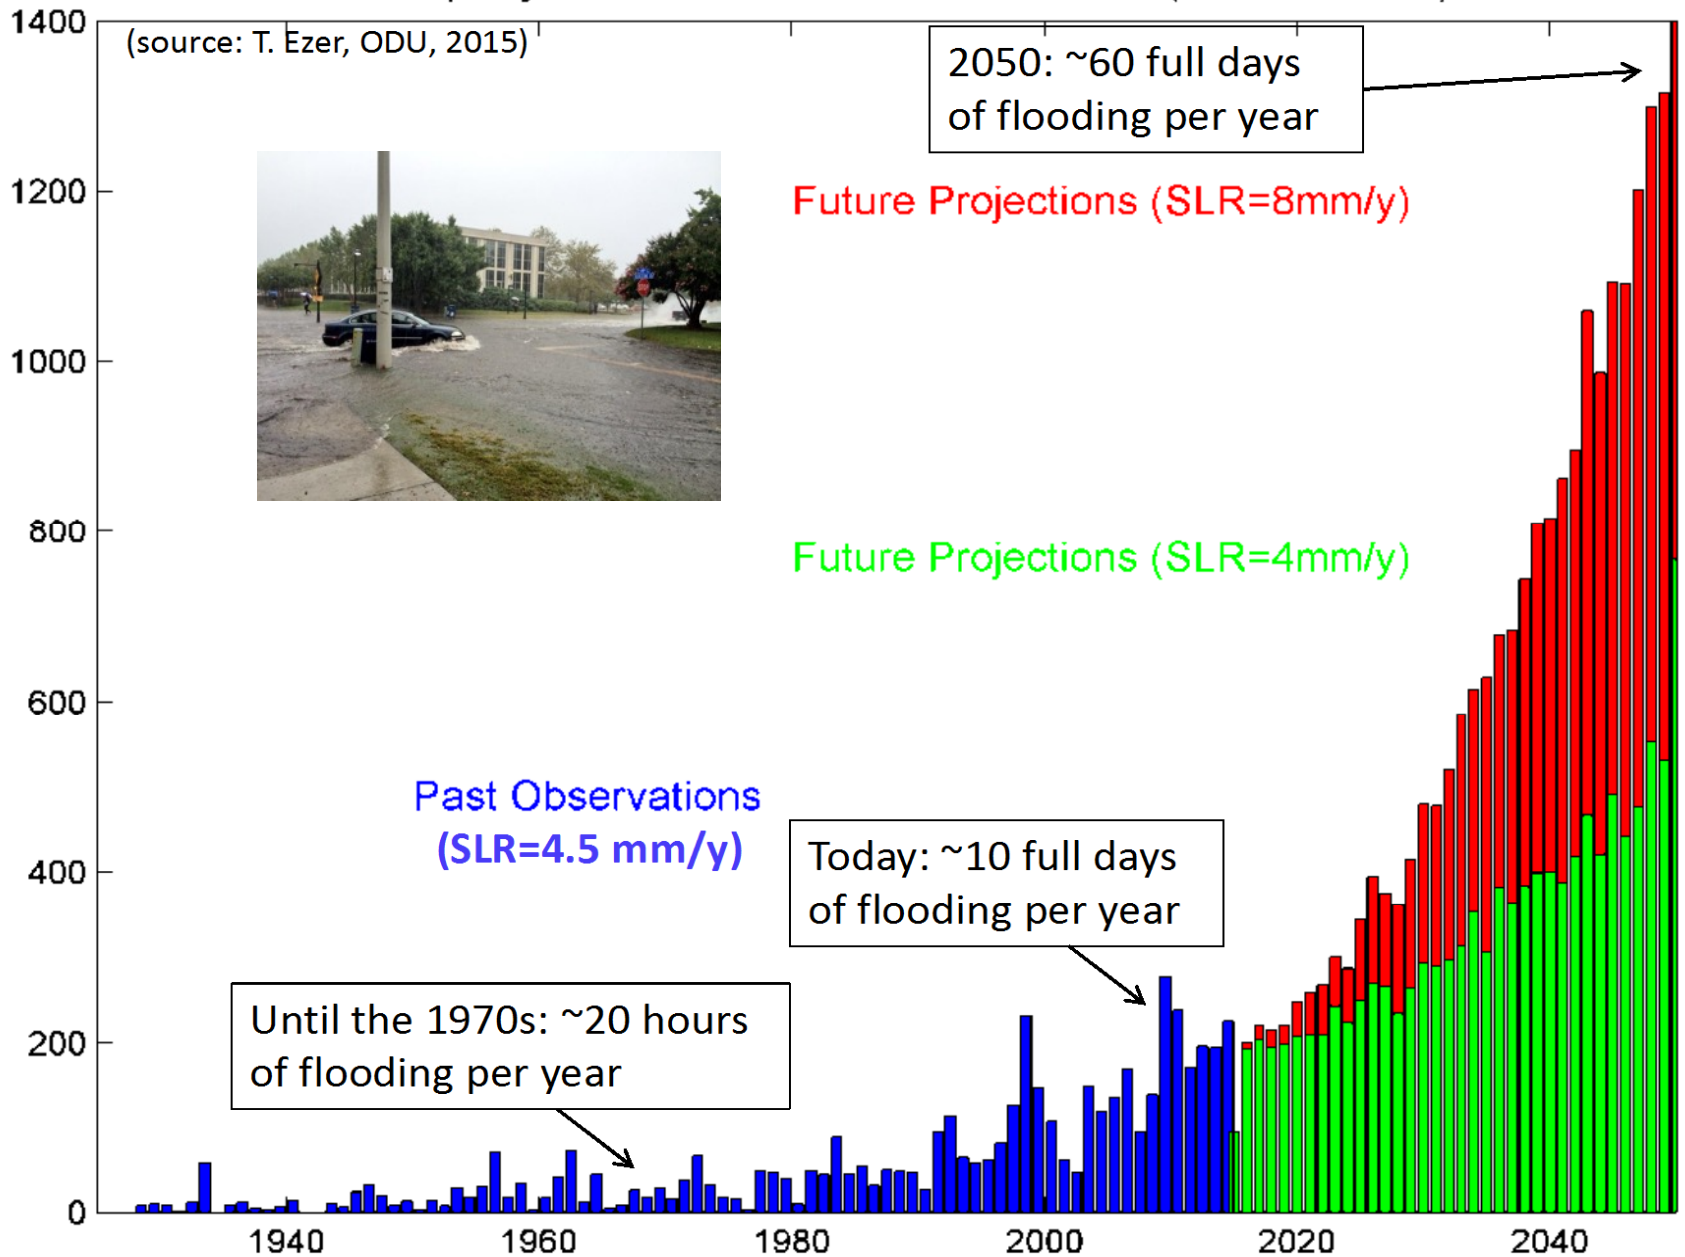 1400
(source: T. Ezer, ODU, 2015)
2050: ~60 full days
of flooding per year
1200
Future Projections (SLR=8mm/y)
1000
800
Future Projections (SLR=4mm/y)
600
Past Observations
(SLR=4.5 mm/y)
Today: ~10 full days
of flooding per year
400
Until the 1970s: ~20 hours
of flooding per year
200
0
1940 1960 1980 2000 2020 2040